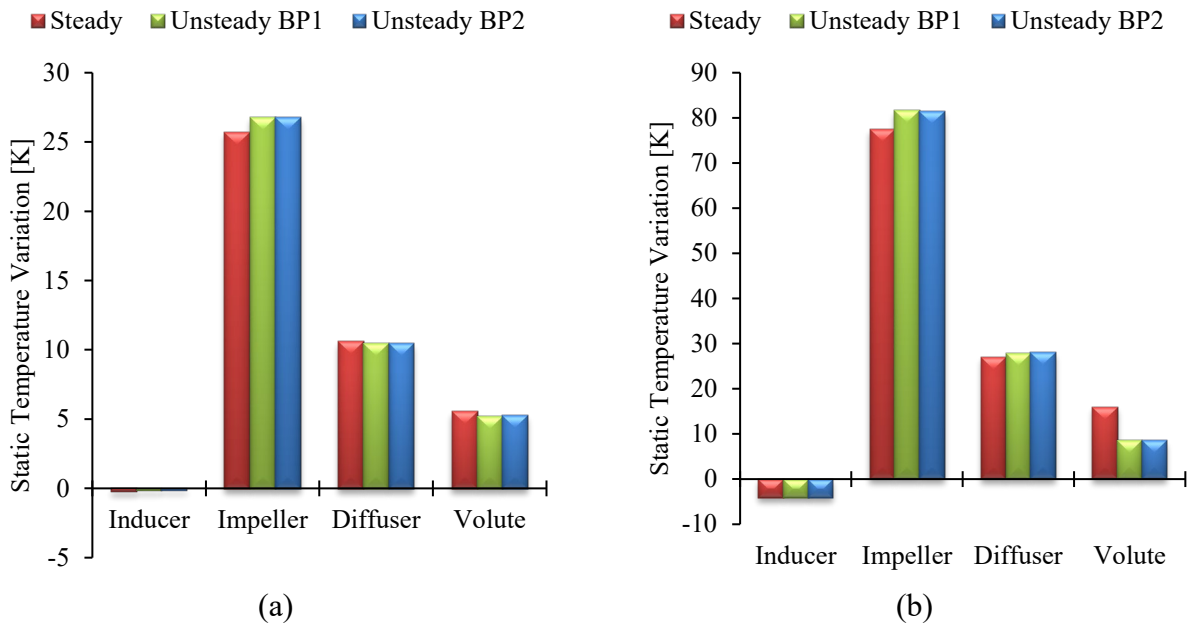 Steady Unsteady BP1 Unsteady BP2
Static Temperature Variation [K]
30
25
20
15
10
5
0
-5
Inducer Impeller Diffuser Volute
(a)
Steady Unsteady BP1 Unsteady BP2
Static Temperature Variation [K]
90
80
70
60
50
40
30
20
10
0
-10
Inducer Impeller Diffuser Volute
(b)